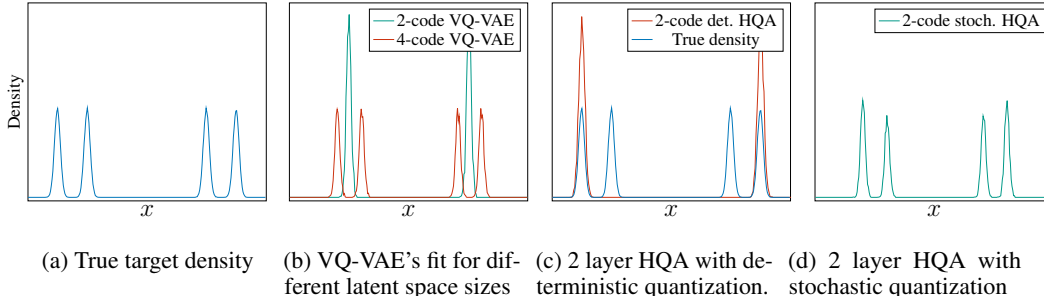 2-code VQ-VAE
4-code VQ-VAE
2-code det. HQA
True density
2-code stoch. HQA
Density
x
x
x
x
(a) True target density
(b) VQ-VAE's fit for dif-
ferent latent space sizes
(c) 2 layer HQA with de-
terministic quantization.
(d) 2 layer HQA with
stochastic quantization